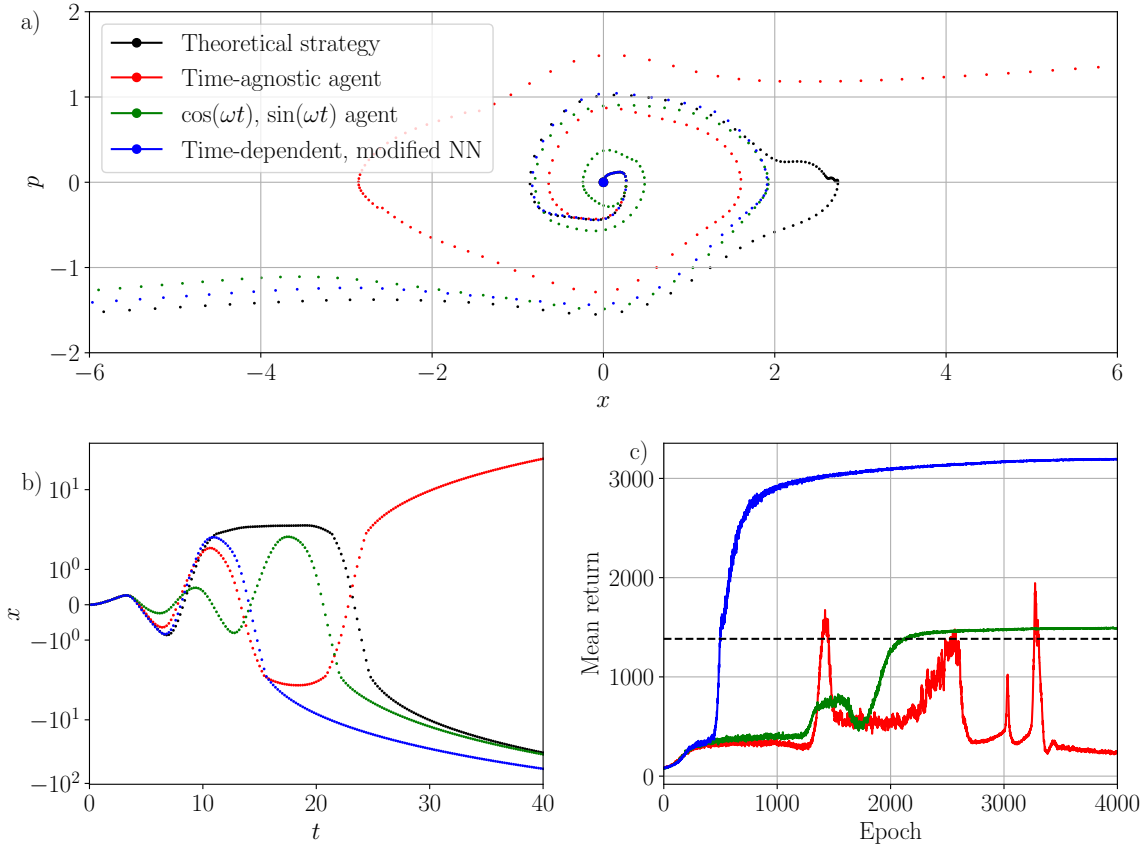 a)
2
1
0
−1
−2
p
Theoretical strategy
Time-agnostic agent
cos(ωt), sin(ωt) agent
Time-dependent, modified NN
−6
−4
−2
0
2
4
6
x
b)
10¹
10⁰
0
−10⁰
−10¹
−10²
x
0
10
20
30
40
t
c)
3000
2000
1000
0
Mean return
0
1000
2000
3000
4000
Epoch